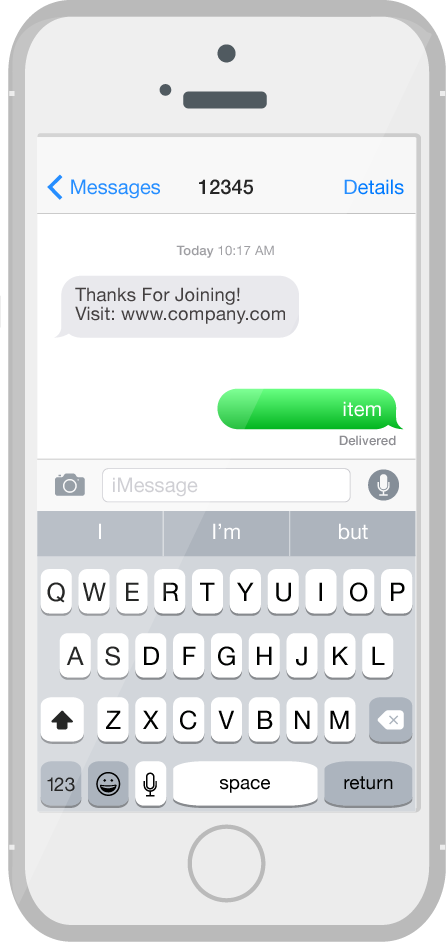 Messages 12345 Details
Today 10:17 AM
Thanks For Joining!
Visit: www.company.com
item
Delivered
iMessage
I I'm but
Q W E R T Y U I O P
A S D F G H J K L
Z X C V B N M
123 space return